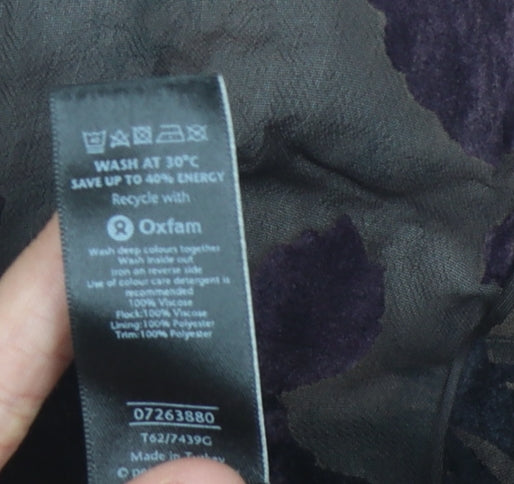 WASH AT 30°C
SAVE UP TO 40% ENERGY
Recycle with
Oxfam
Wash deep colours together
Wash inside out
Iron on reverse side
Use of colour care detergent is
recommended
100% Viscose
Flock:100% Viscose
Lining:100% Polyester
Trim:100% Polyester
07263880
T62/7439G
Made in Turkey
©